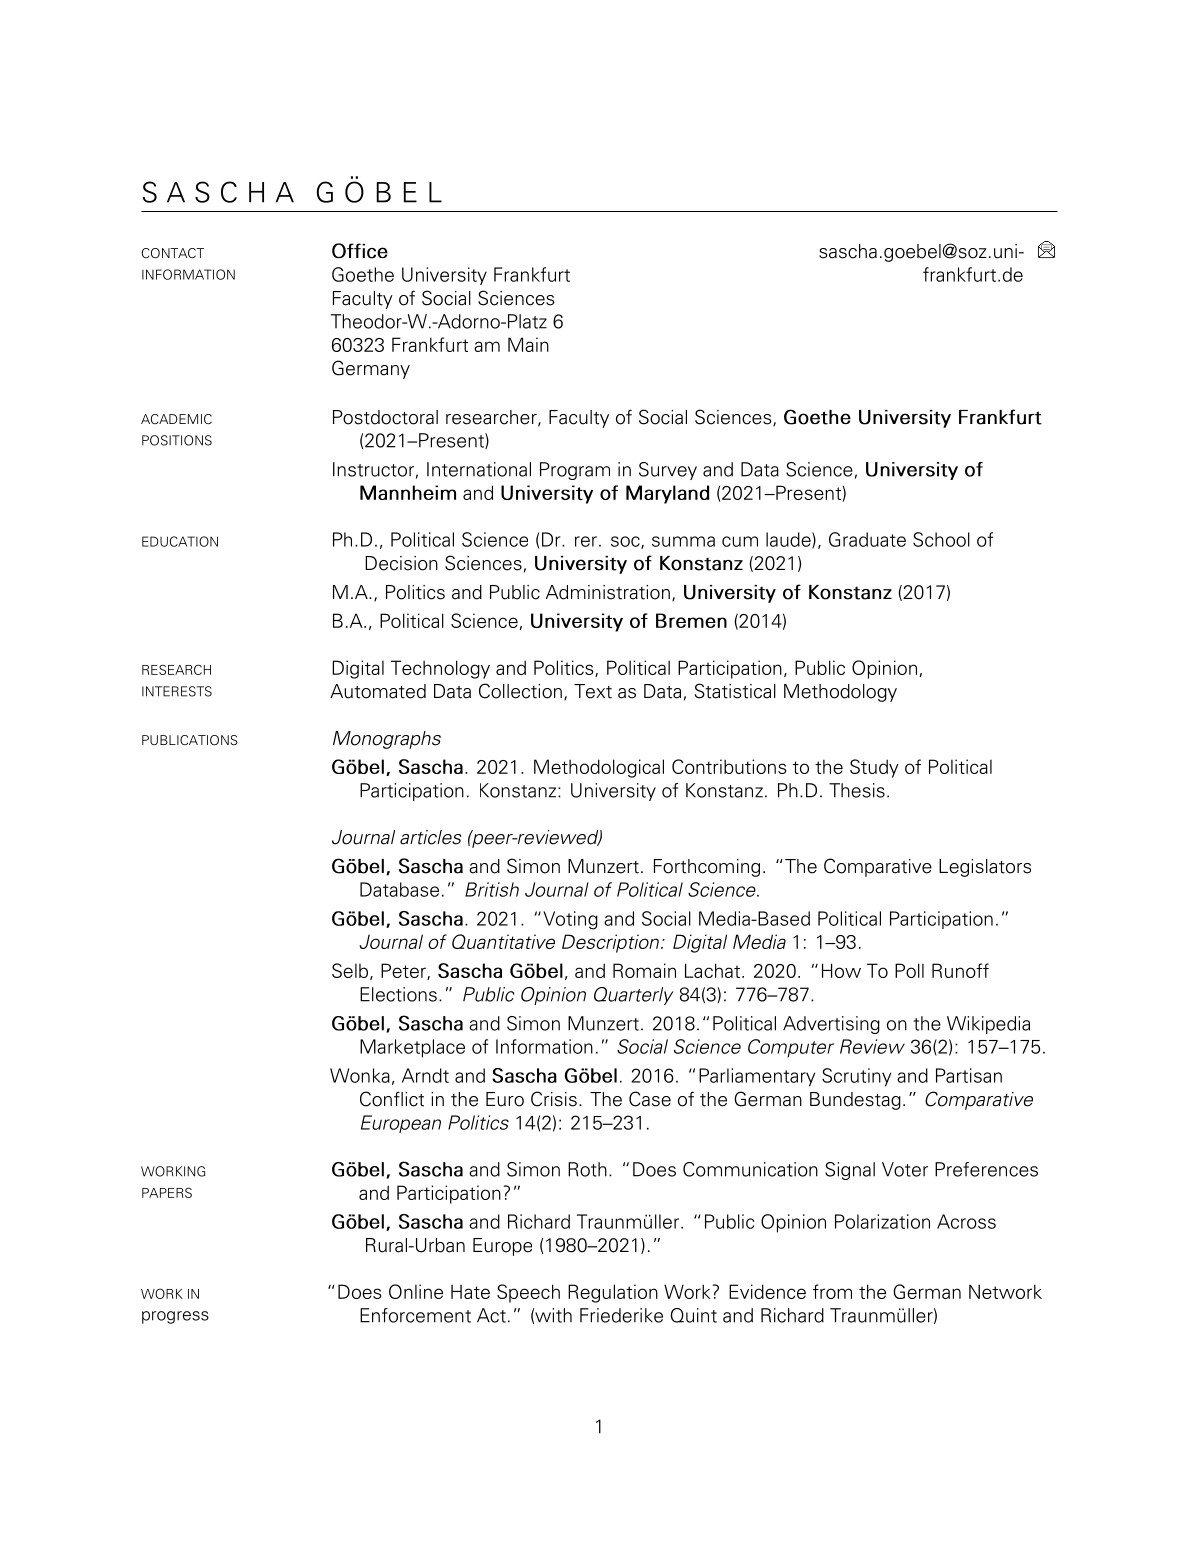 SASCHA GÖBEL
CONTACT
INFORMATION
Office
Goethe University Frankfurt
Faculty of Social Sciences
Theodor-W.-Adorno-Platz 6
60323 Frankfurt am Main
Germany
sascha.goebel@soz.uni-
frankfurt.de
ACADEMIC
POSITIONS
Postdoctoral researcher, Faculty of Social Sciences, Goethe University Frankfurt
(2021–Present)
Instructor, International Program in Survey and Data Science, University of
Mannheim and University of Maryland (2021–Present)
EDUCATION
Ph.D., Political Science (Dr. rer. soc, summa cum laude), Graduate School of
Decision Sciences, University of Konstanz (2021)
M.A., Politics and Public Administration, University of Konstanz (2017)
B.A., Political Science, University of Bremen (2014)
RESEARCH
INTERESTS
Digital Technology and Politics, Political Participation, Public Opinion,
Automated Data Collection, Text as Data, Statistical Methodology
PUBLICATIONS
Monographs
Göbel, Sascha. 2021. Methodological Contributions to the Study of Political
Participation. Konstanz: University of Konstanz. Ph.D. Thesis.
Journal articles (peer-reviewed)
Göbel, Sascha and Simon Munzert. Forthcoming. “The Comparative Legislators
Database.” British Journal of Political Science.
Göbel, Sascha. 2021. “Voting and Social Media-Based Political Participation.”
Journal of Quantitative Description: Digital Media 1: 1–93.
Selb, Peter, Sascha Göbel, and Romain Lachat. 2020. “How To Poll Runoff
Elections.” Public Opinion Quarterly 84(3): 776–787.
Göbel, Sascha and Simon Munzert. 2018.“Political Advertising on the Wikipedia
Marketplace of Information.” Social Science Computer Review 36(2): 157–175.
Wonka, Arndt and Sascha Göbel. 2016. “Parliamentary Scrutiny and Partisan
Conflict in the Euro Crisis. The Case of the German Bundestag.” Comparative
European Politics 14(2): 215–231.
WORKING
PAPERS
Göbel, Sascha and Simon Roth. “Does Communication Signal Voter Preferences
and Participation?”
Göbel, Sascha and Richard Traunmüller. “Public Opinion Polarization Across
Rural-Urban Europe (1980–2021).”
WORK IN
progress
“Does Online Hate Speech Regulation Work? Evidence from the German Network
Enforcement Act.” (with Friederike Quint and Richard Traunmüller)
1